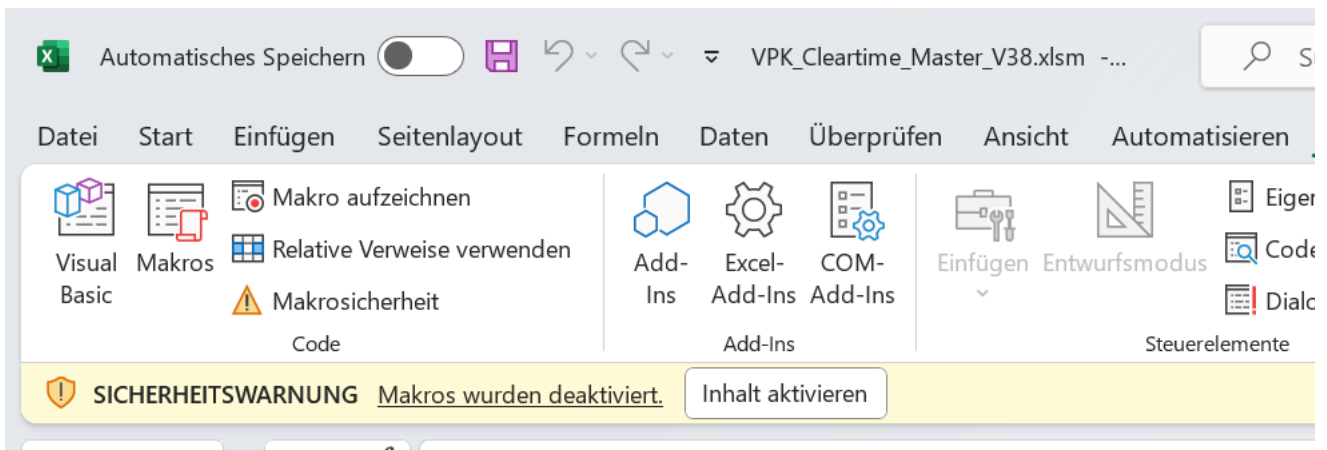 Automatisches Speichern VPK_Cleartime_Master_V38.xlsm -...
Datei Start Einfügen Seitenlayout Formeln Daten Überprüfen Ansicht Automatisieren
Visual Basic
Makros
Makro aufzeichnen
Relative Verweise verwenden
Makrosicherheit
Code
Add-
Ins
Excel-
Add-Ins
COM-
Add-Ins
Add-Ins
Einfügen
Entwurfsmodus
Code
Steuerelemente
SICHERHEITSWARNUNG Makros wurden deaktiviert. Inhalt aktivieren